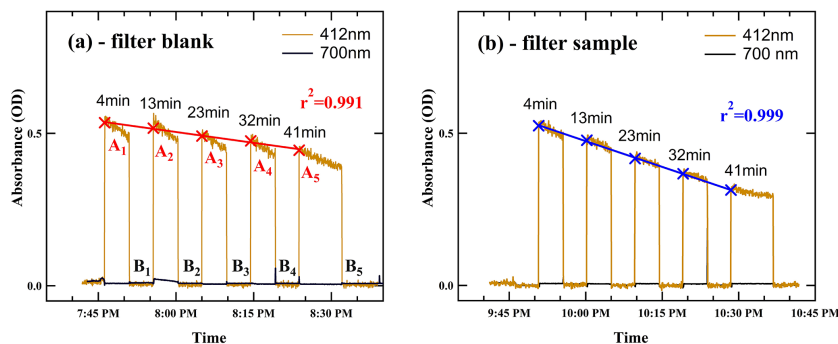 (a) - filter blank
412nm
700nm
r²=0.991
4min 13min 23min 32min 41min
A₁ A₂ A₃ A₄ A₅
B₁ B₂ B₃ B₄ B₅
Absorbance (OD)
0.5
0.0
7:45 PM 8:00 PM 8:15 PM 8:30 PM
Time
(b) - filter sample
412nm
700 nm
r²=0.999
4min 13min 23min 32min 41min
Absorbance (OD)
0.5
0.0
9:45 PM 10:00 PM 10:15 PM 10:30 PM 10:45 PM
Time